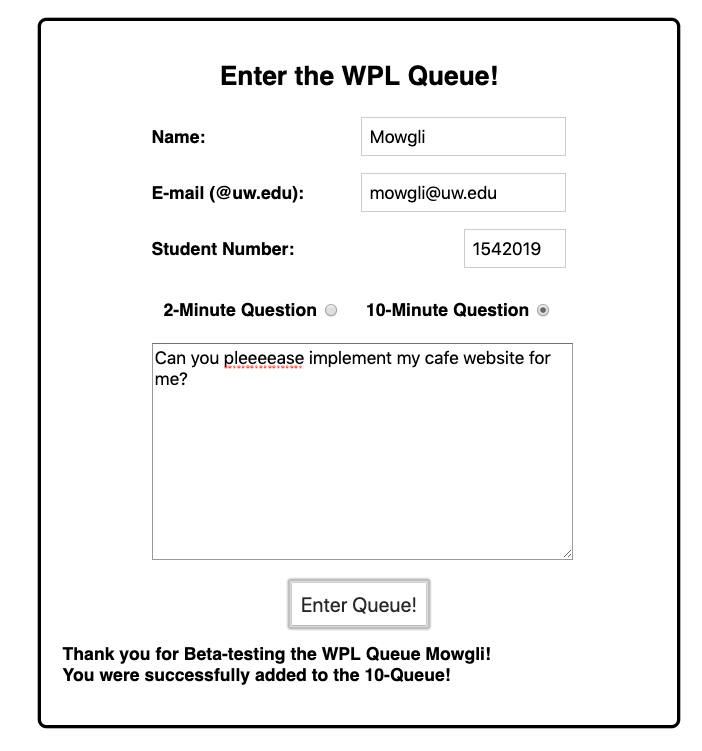 Enter the WPL Queue!
Name: Mowgli
E-mail (@uw.edu): mowgli@uw.edu
Student Number: 1542019
2-Minute Question 10-Minute Question
Can you pleeeease implement my cafe website for
me?
Enter Queue!
Thank you for Beta-testing the WPL Queue Mowgli!
You were successfully added to the 10-Queue!